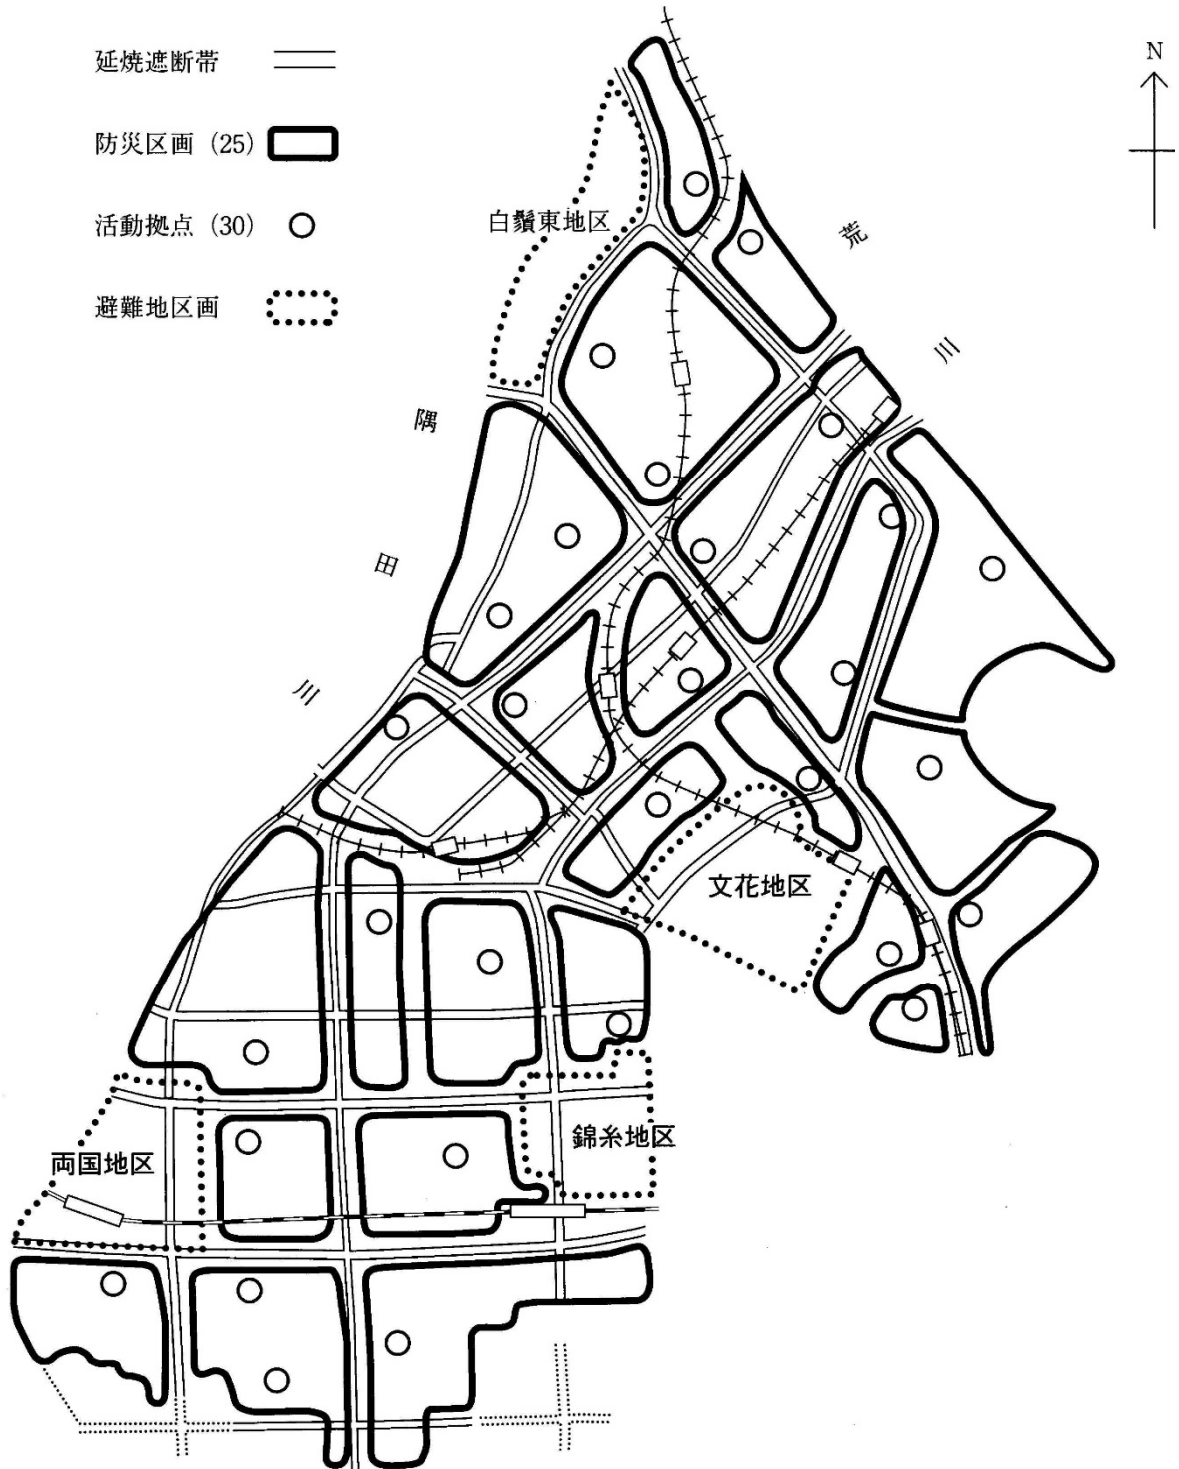 延焼遮断帯
防災区画 (25)
活動拠点 (30)
避難地区画
N
白鬚東地区
荒川
隅田川
文花地区
錦糸地区
両国地区